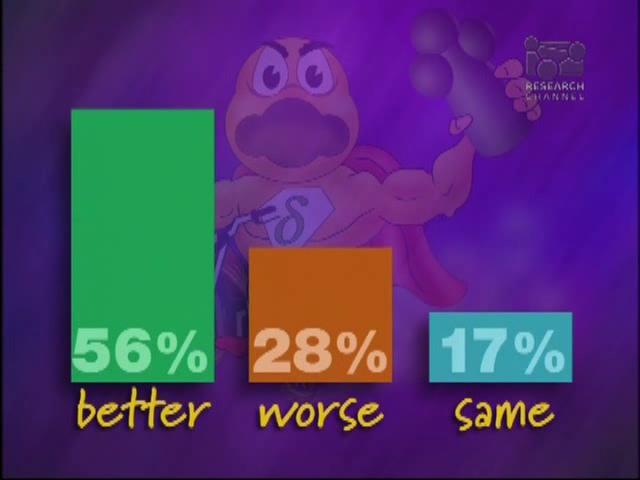 RESEARCH
CHANNEL
56% 28% 17%
better worse same
δ